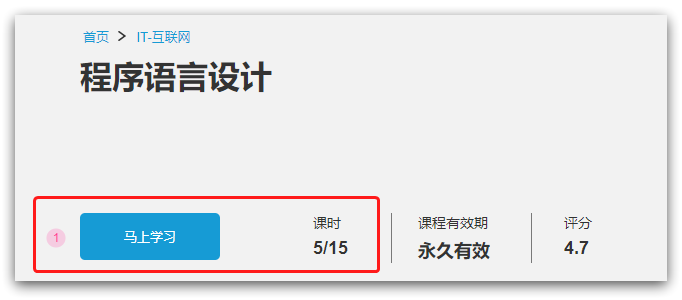 首页 > IT-互联网
程序语言设计
1 马上学习
课时 课程有效期 评分
5/15 永久有效 4.7